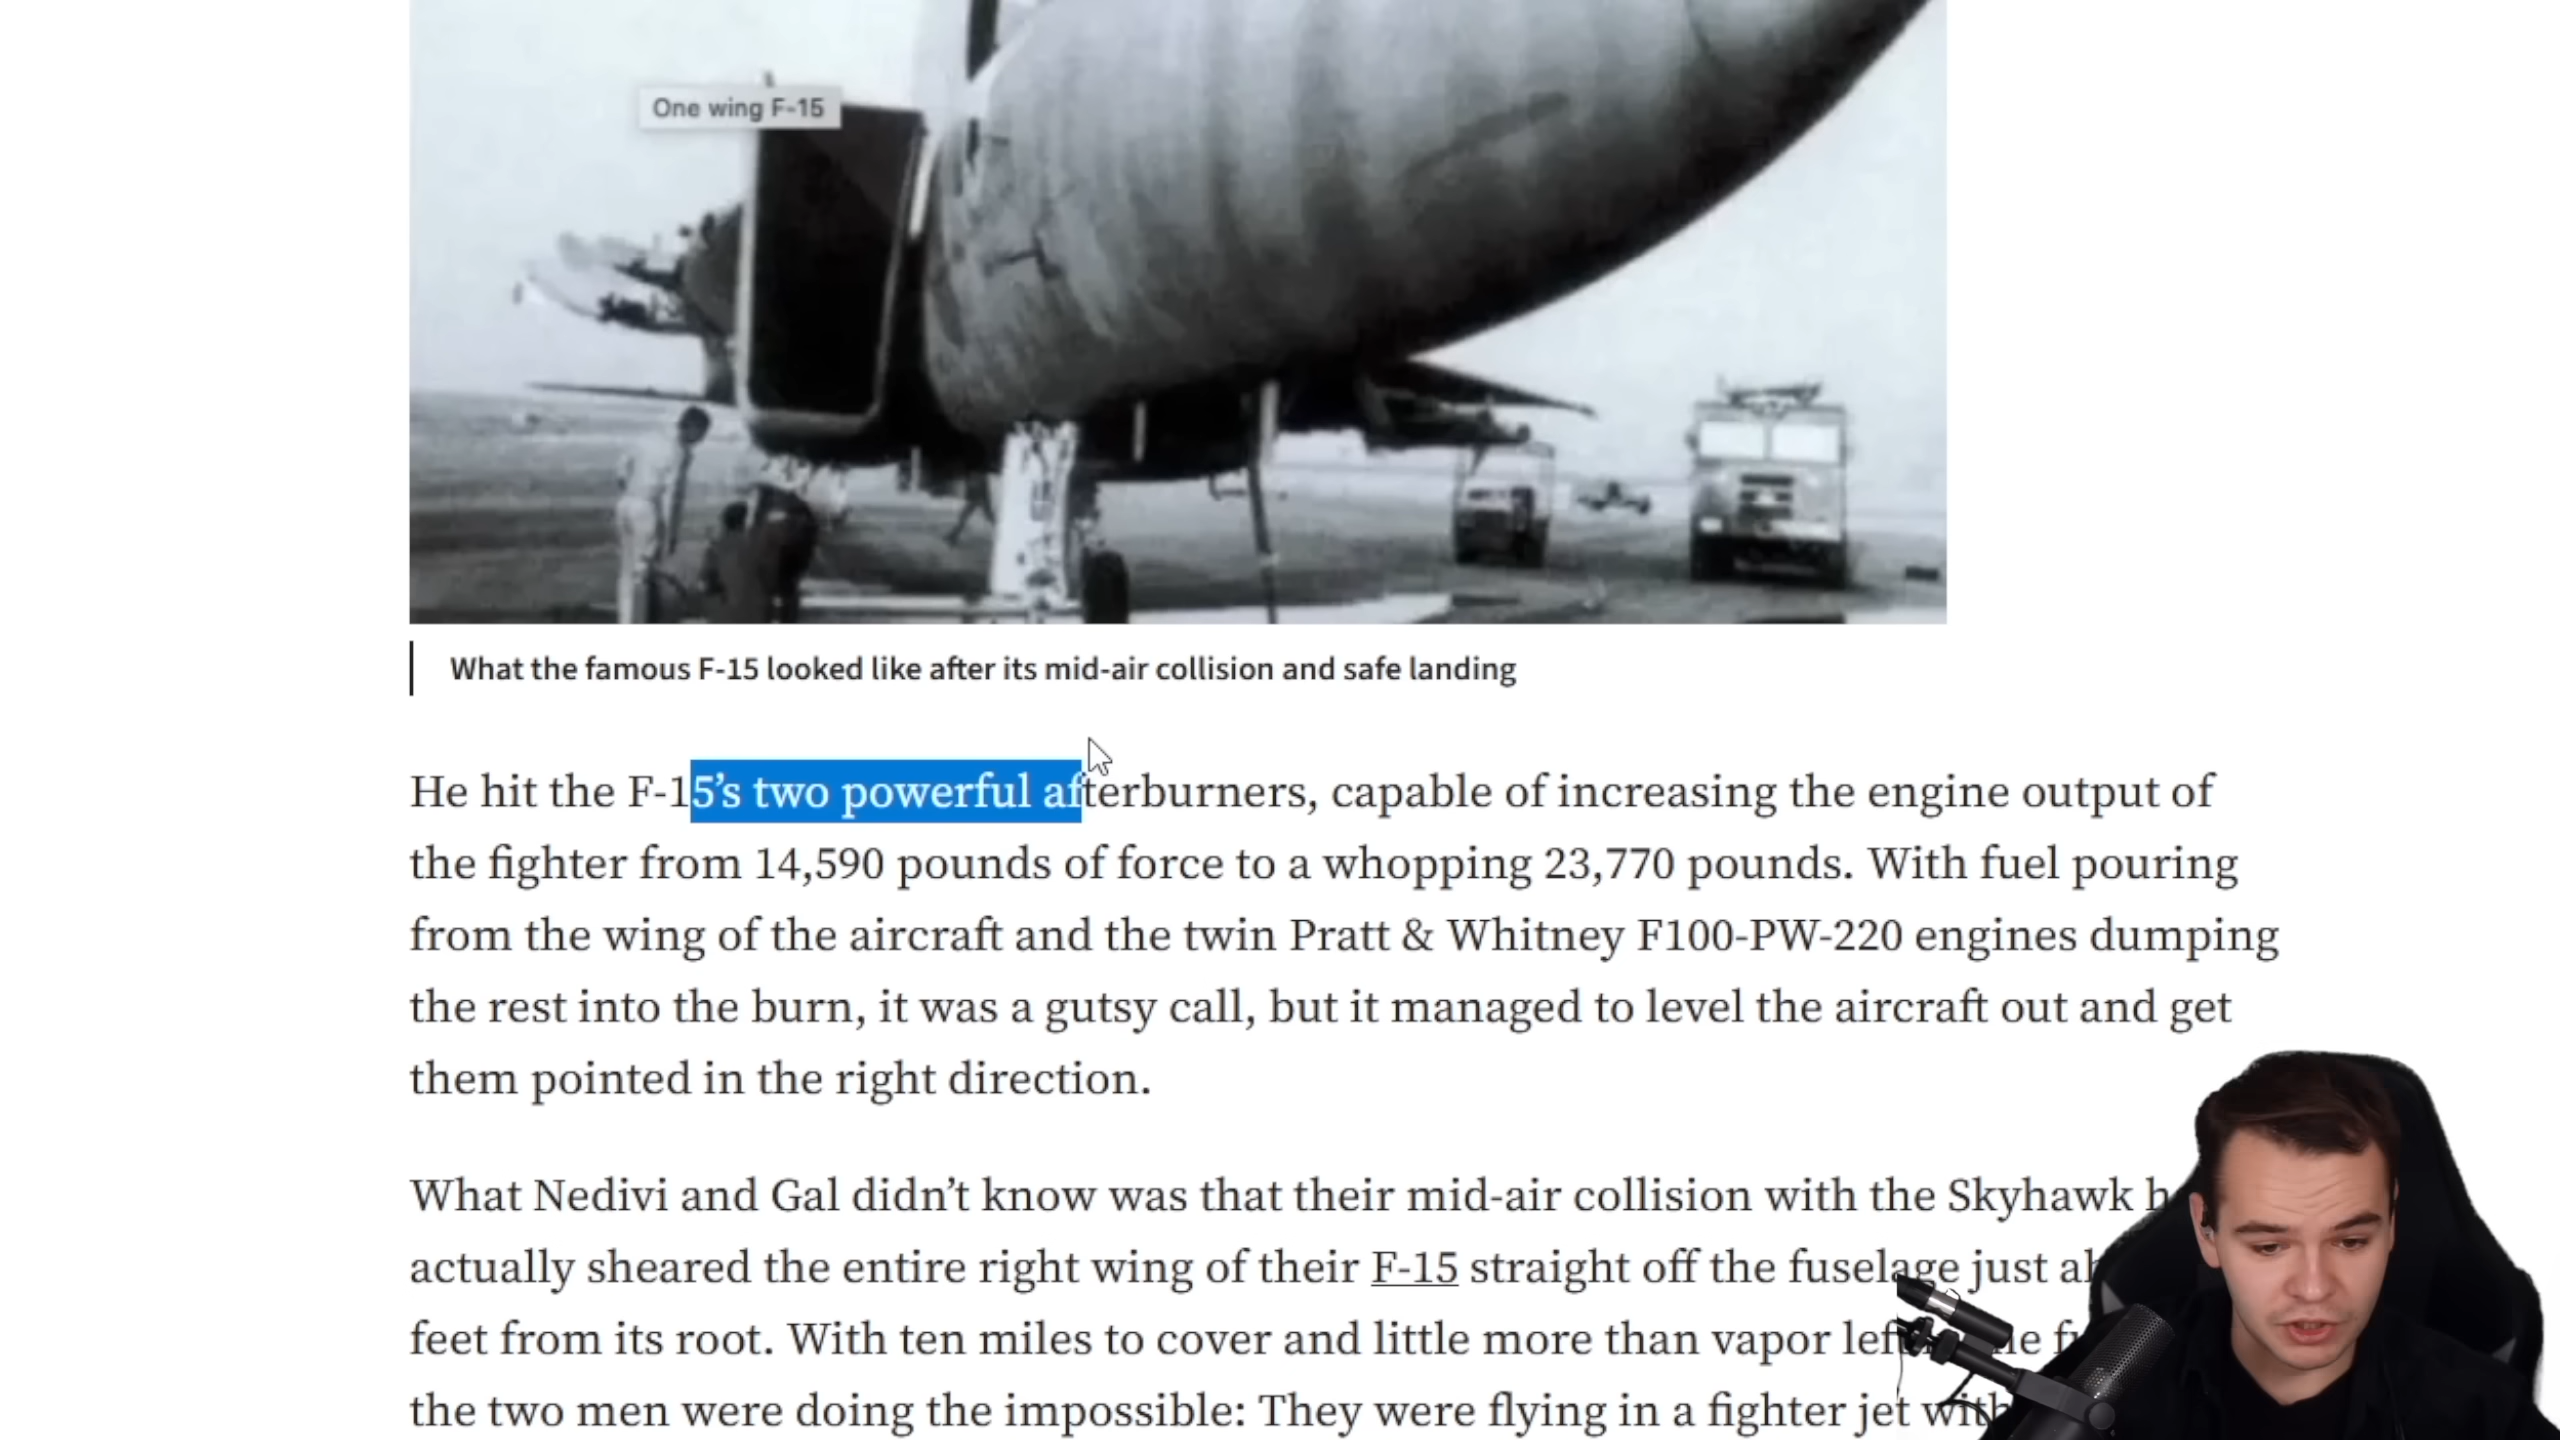 One wing F-15
What the famous F-15 looked like after its mid-air collision and safe landing
He hit the F-15’s two powerful afterburners, capable of increasing the engine output of
the fighter from 14,590 pounds of force to a whopping 23,770 pounds. With fuel pouring
from the wing of the aircraft and the twin Pratt & Whitney F100-PW-220 engines dumping
the rest into the burn, it was a gutsy call, but it managed to level the aircraft out and get
them pointed in the right direction.
What Nedivi and Gal didn’t know was that their mid-air collision with the Skyhawk
actually sheared the entire right wing of their F-15 straight off the fuselage just
feet from its root. With ten miles to cover and little more than vapor left
the two men were doing the impossible: They were flying in a fighter jet with